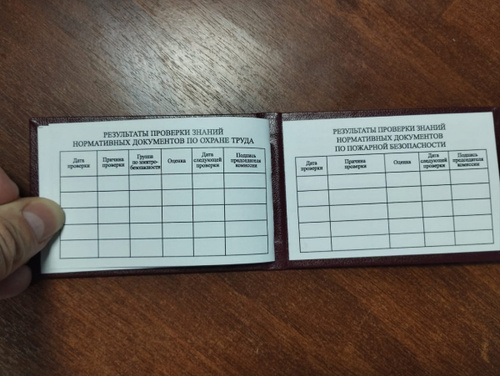 РЕЗУЛЬТАТЫ ПРОВЕРКИ ЗНАНИЙ
НОРМАТИВНЫХ ДОКУМЕНТОВ ПО ОХРАНЕ ТРУДА
Дата проверки
Причина проверки
Группа по электро-безопасности
Оценка
Дата следующей проверки
Подпись председателя комиссии
РЕЗУЛЬТАТЫ ПРОВЕРКИ ЗНАНИЙ
НОРМАТИВНЫХ ДОКУМЕНТОВ
ПО ПОЖАРНОЙ БЕЗОПАСНОСТИ
Дата проверки
Причина проверки
Оценка
Дата следующей проверки
Подпись председателя комиссии